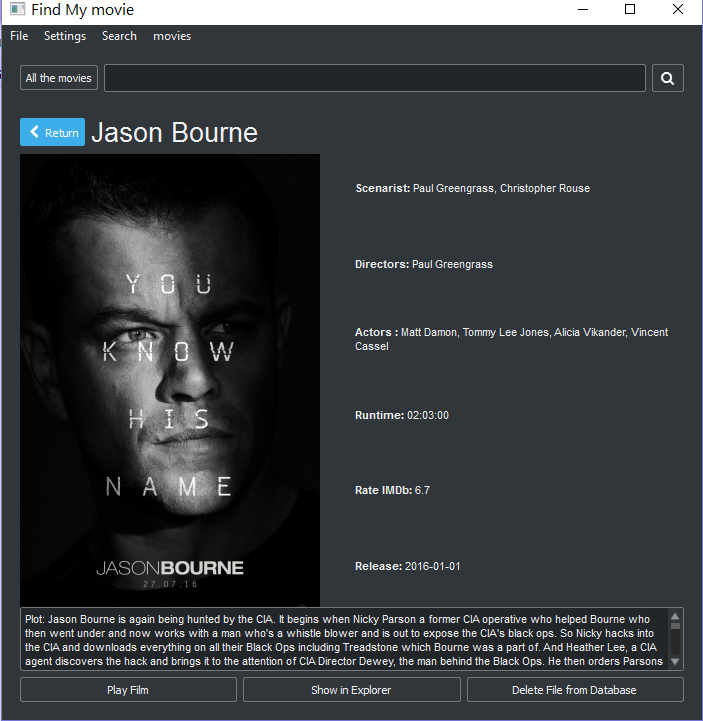 Find My movie
File Settings Search movies
All the movies
Return Jason Bourne
YOU
KNOW
HIS
NAME
JASONBOURNE
27.07.16
Scenarist: Paul Greengrass, Christopher Rouse
Directors: Paul Greengrass
Actors : Matt Damon, Tommy Lee Jones, Alicia Vikander, Vincent
Cassel
Runtime: 02:03:00
Rate IMDb: 6.7
Release: 2016-01-01
Plot: Jason Bourne is again being hunted by the CIA. It begins when Nicky Parson a former CIA operative who helped Bourne who
then went under and now works with a man who's a whistle blower and is out to expose the CIA's black ops. So Nicky hacks into
the CIA and downloads everything on all their Black Ops including Treadstone which Bourne was a part of. And Heather Lee, a CIA
agent discovers the hack and brings it to the attention of CIA Director Dewey, the man behind the Black Ops. He then orders Parsons
Play Film Show in Explorer Delete File from Database